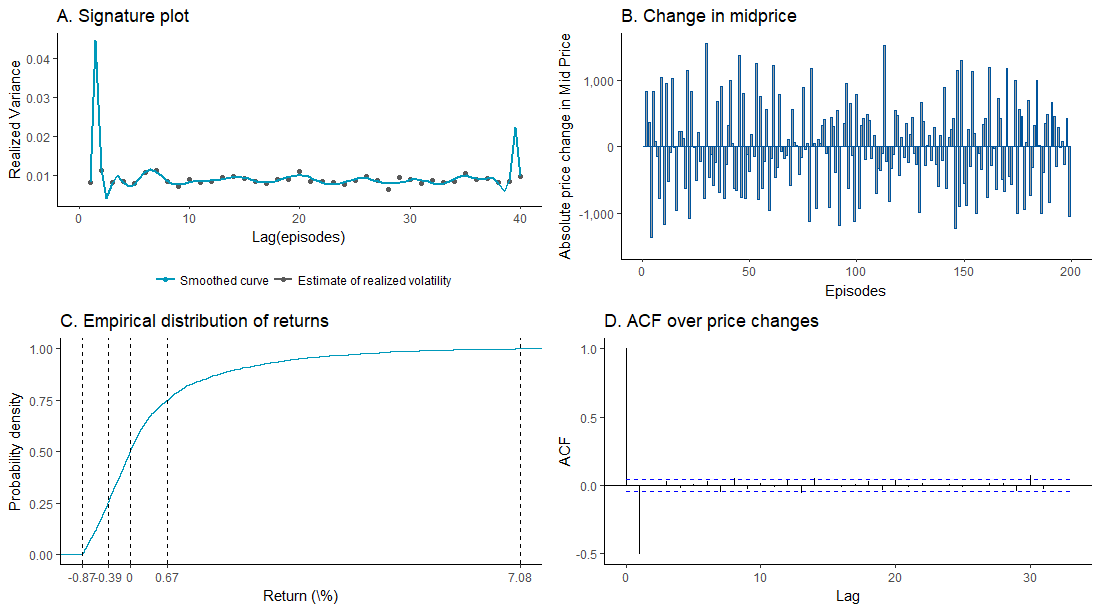 A. Signature plot
Realized Variance
0.04
0.03
0.02
0.01
0 10 20 30 40
Lag(episodes)
Smoothed curve Estimate of realized volatility
B. Change in midprice
Absolute price change in Mid Price
1,000
0
-1,000
0 50 100 150 200
Episodes
C. Empirical distribution of returns
Probability density
1.00
0.75
0.50
0.25
0.00
-0.87 -0.39 0 0.67 7.08
Return (\%)
D. ACF over price changes
ACF
1.0
0.5
0.0
-0.5
0 10 20 30
Lag